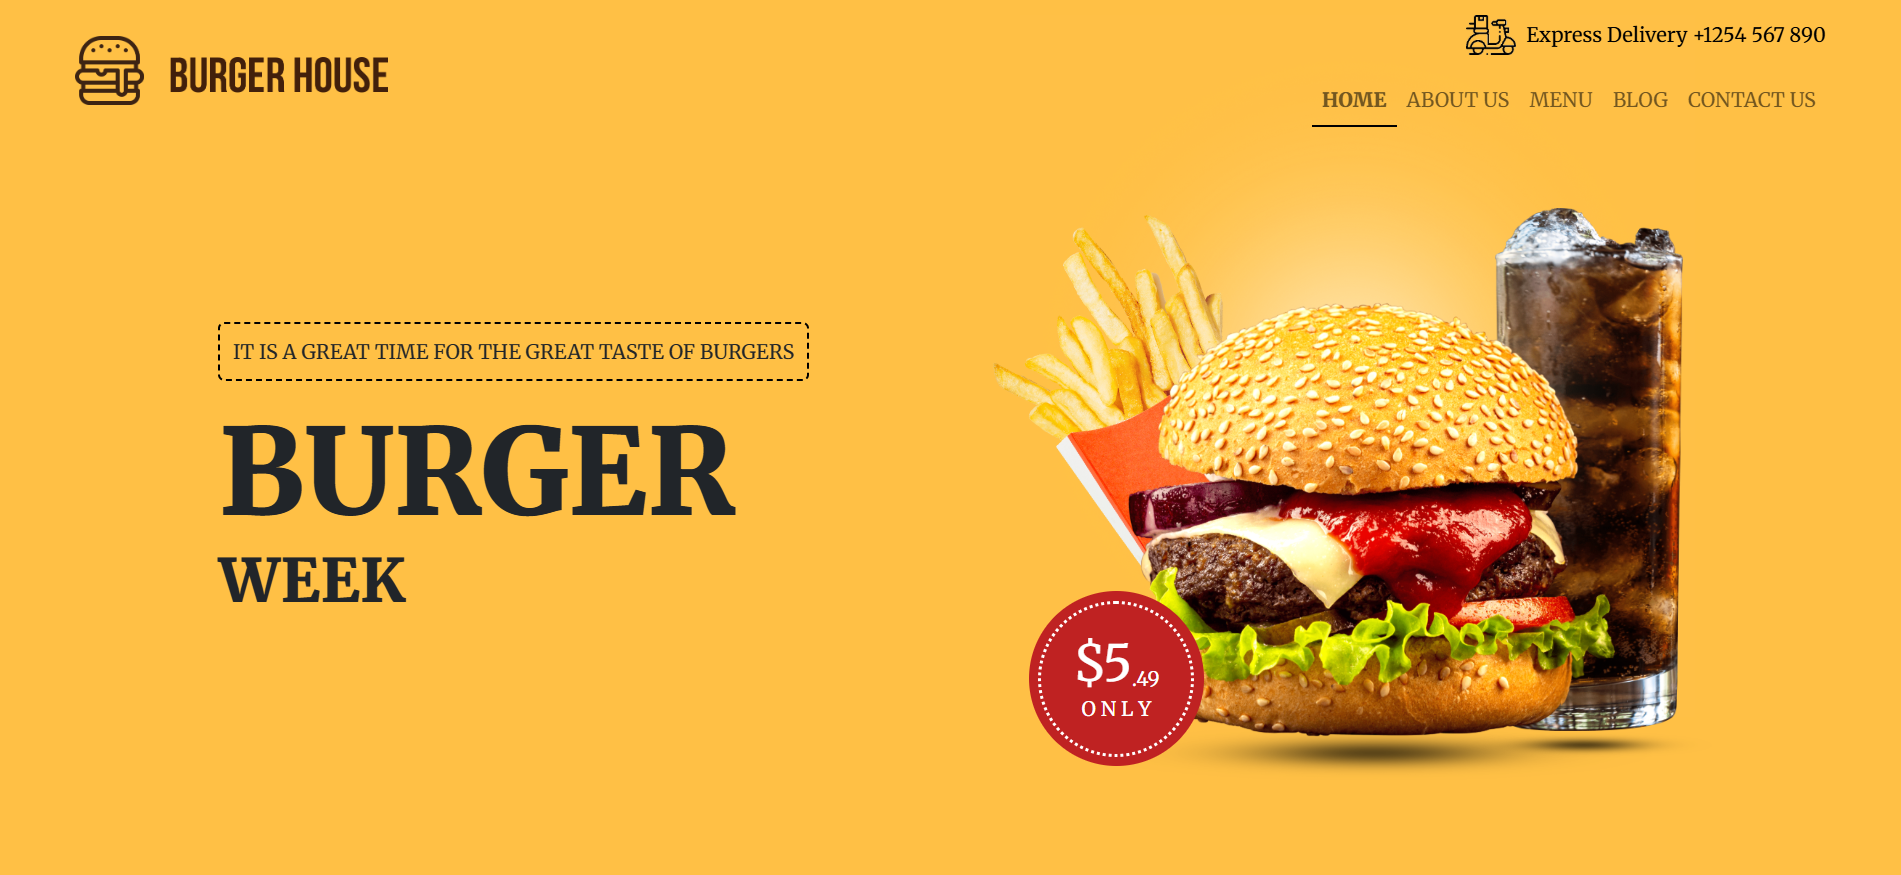 BURGER HOUSE
Express Delivery +1254 567 890
HOME ABOUT US MENU BLOG CONTACT US
IT IS A GREAT TIME FOR THE GREAT TASTE OF BURGERS
BURGER
WEEK
$5.49
ONLY